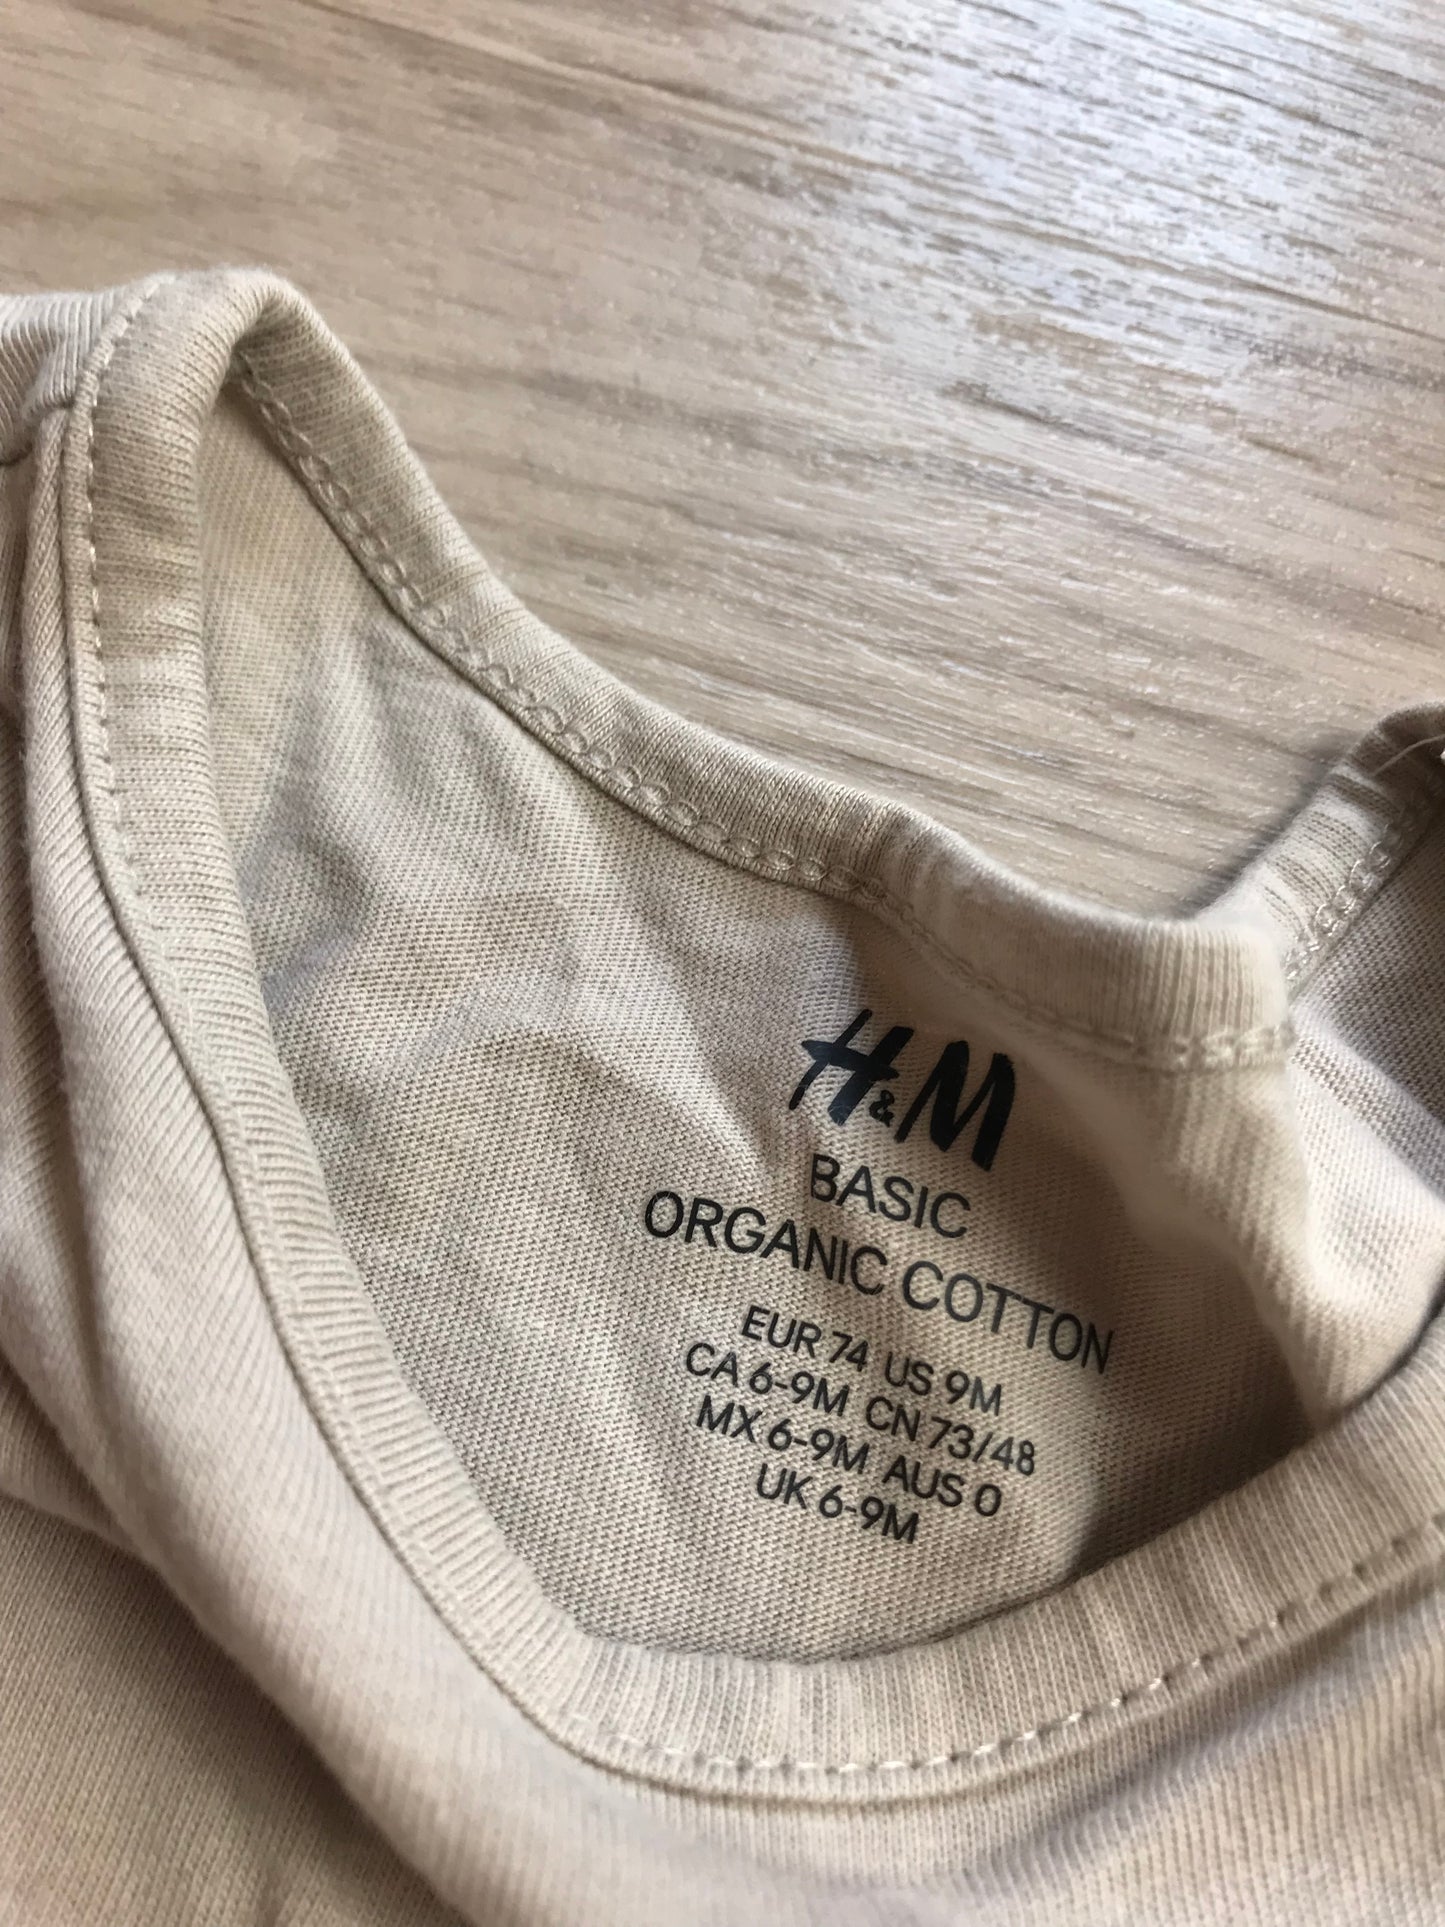 H&M
BASIC
ORGANIC COTTON
EUR 74 US 9M
CA 6-9M CN 73/48
MX 6-9M AUS 0
UK 6-9M